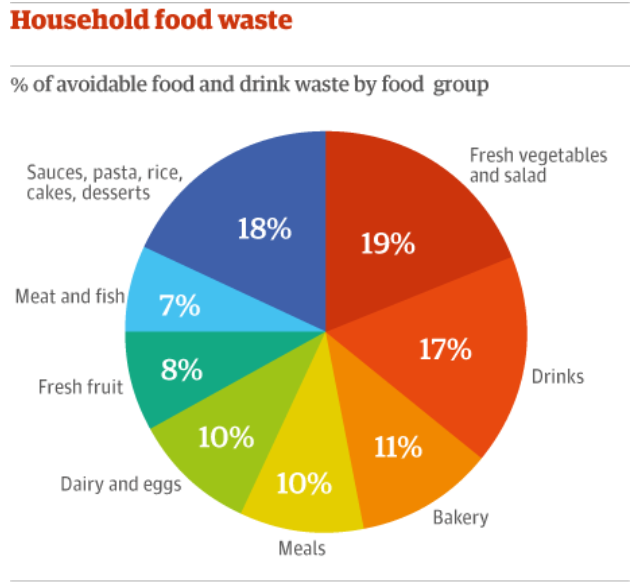 Household food waste
% of avoidable food and drink waste by food group
Fresh vegetables
and salad
19%
17%
Drinks
11%
Bakery
10%
Meals
10%
Dairy and eggs
8%
Fresh fruit
7%
Meat and fish
Sauces, pasta, rice,
cakes, desserts
18%